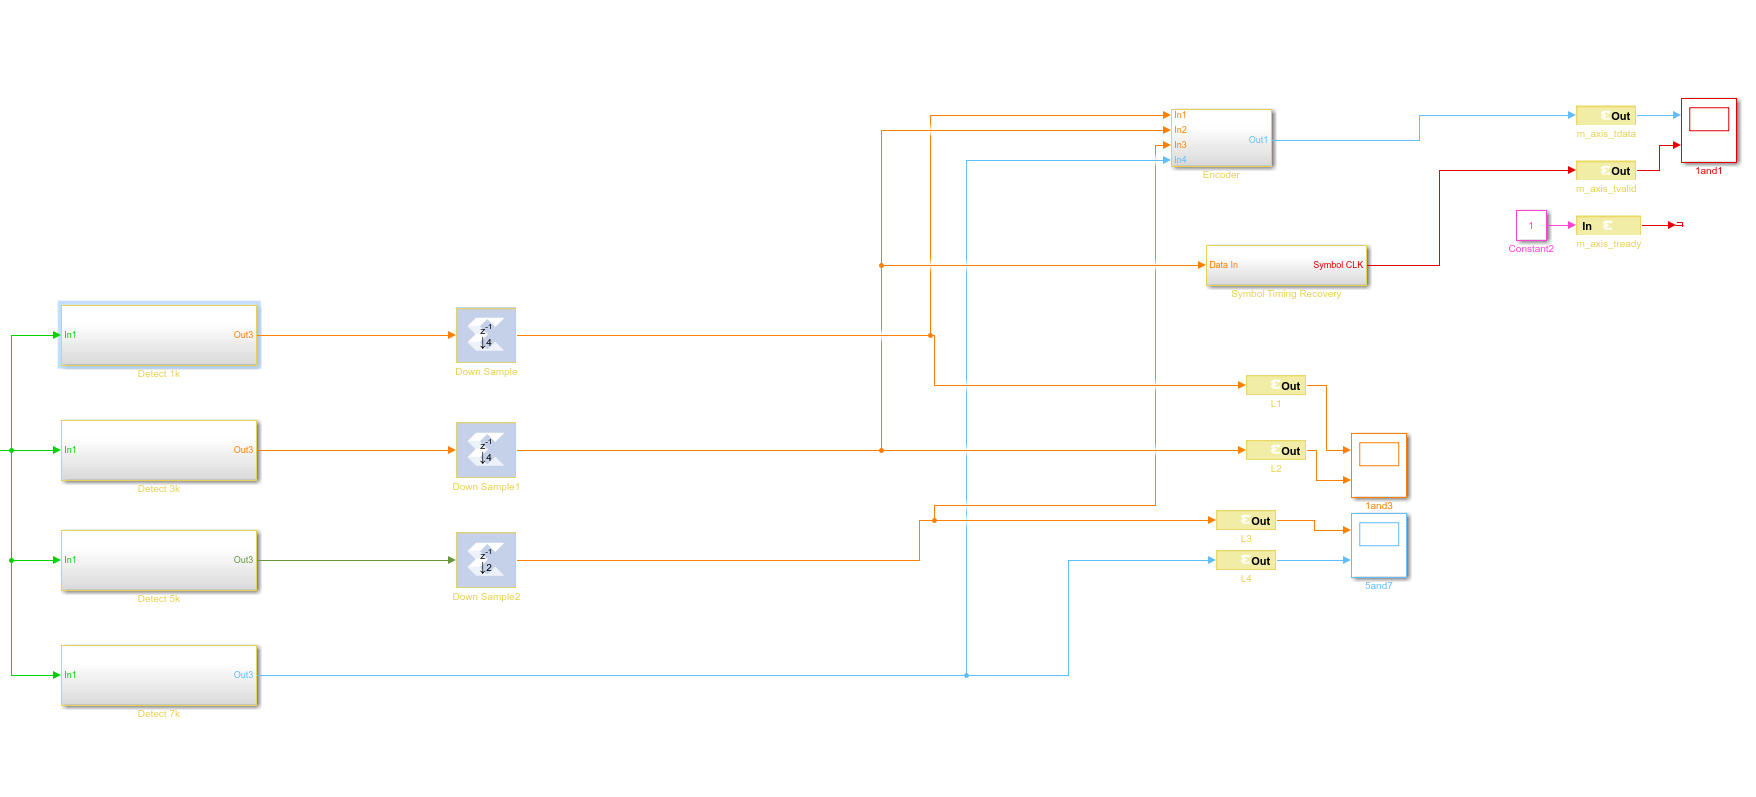 In1
In2
In3
In4
Out1
Encoder
Out
m_axis_tdata
Out
m_axis_tvalid
1and1
1
Constant2
In
m_axis_tready
Data In
Symbol CLK
Symbol Timing Recovery
In1
Out3
Detect 1k
z-1
↓4
Down Sample
Out
L1
In1
Out3
Detect 3k
z-1
↓4
Down Sample1
Out
L2
1and3
In1
Out3
Detect 5k
z-1
↓2
Down Sample2
Out
L3
Out
L4
5and7
In1
Out3
Detect 7k